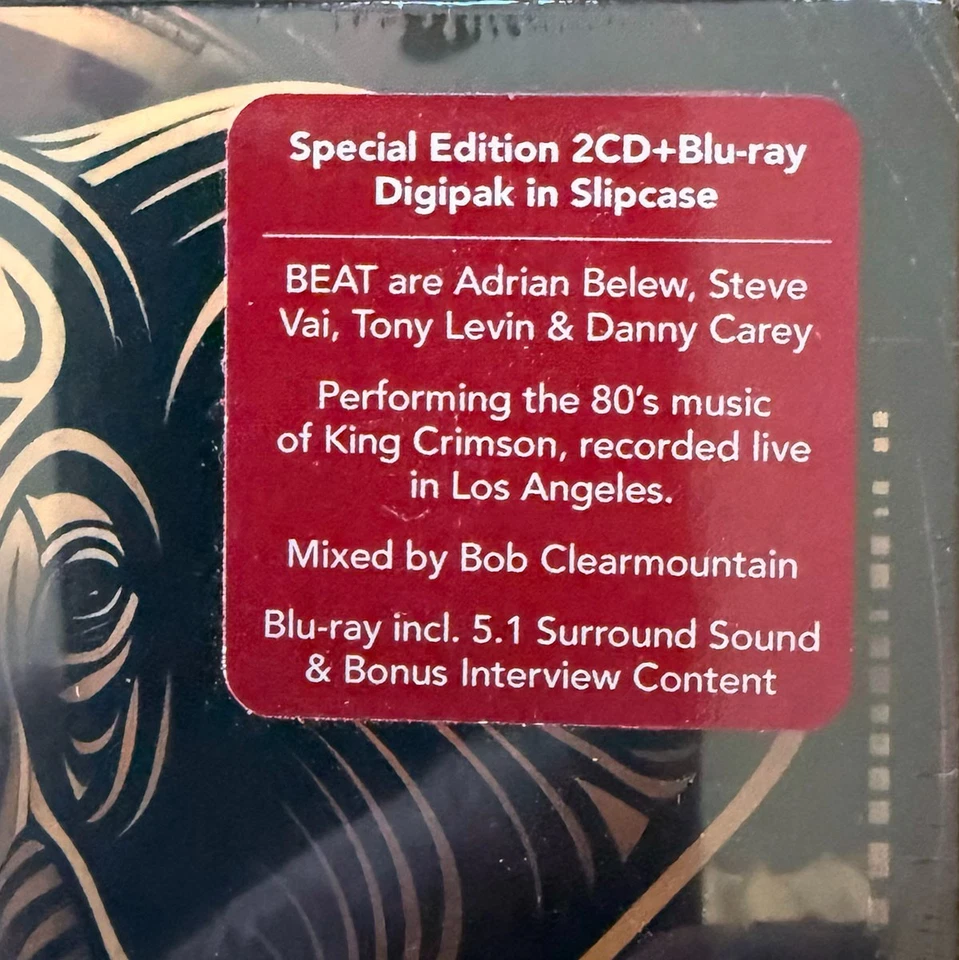 Special Edition 2CD+Blu-ray
Digipak in Slipcase
BEAT are Adrian Belew, Steve
Vai, Tony Levin & Danny Carey
Performing the 80's music
of King Crimson, recorded live
in Los Angeles.
Mixed by Bob Clearmountain
Blu-ray incl. 5.1 Surround Sound
& Bonus Interview Content